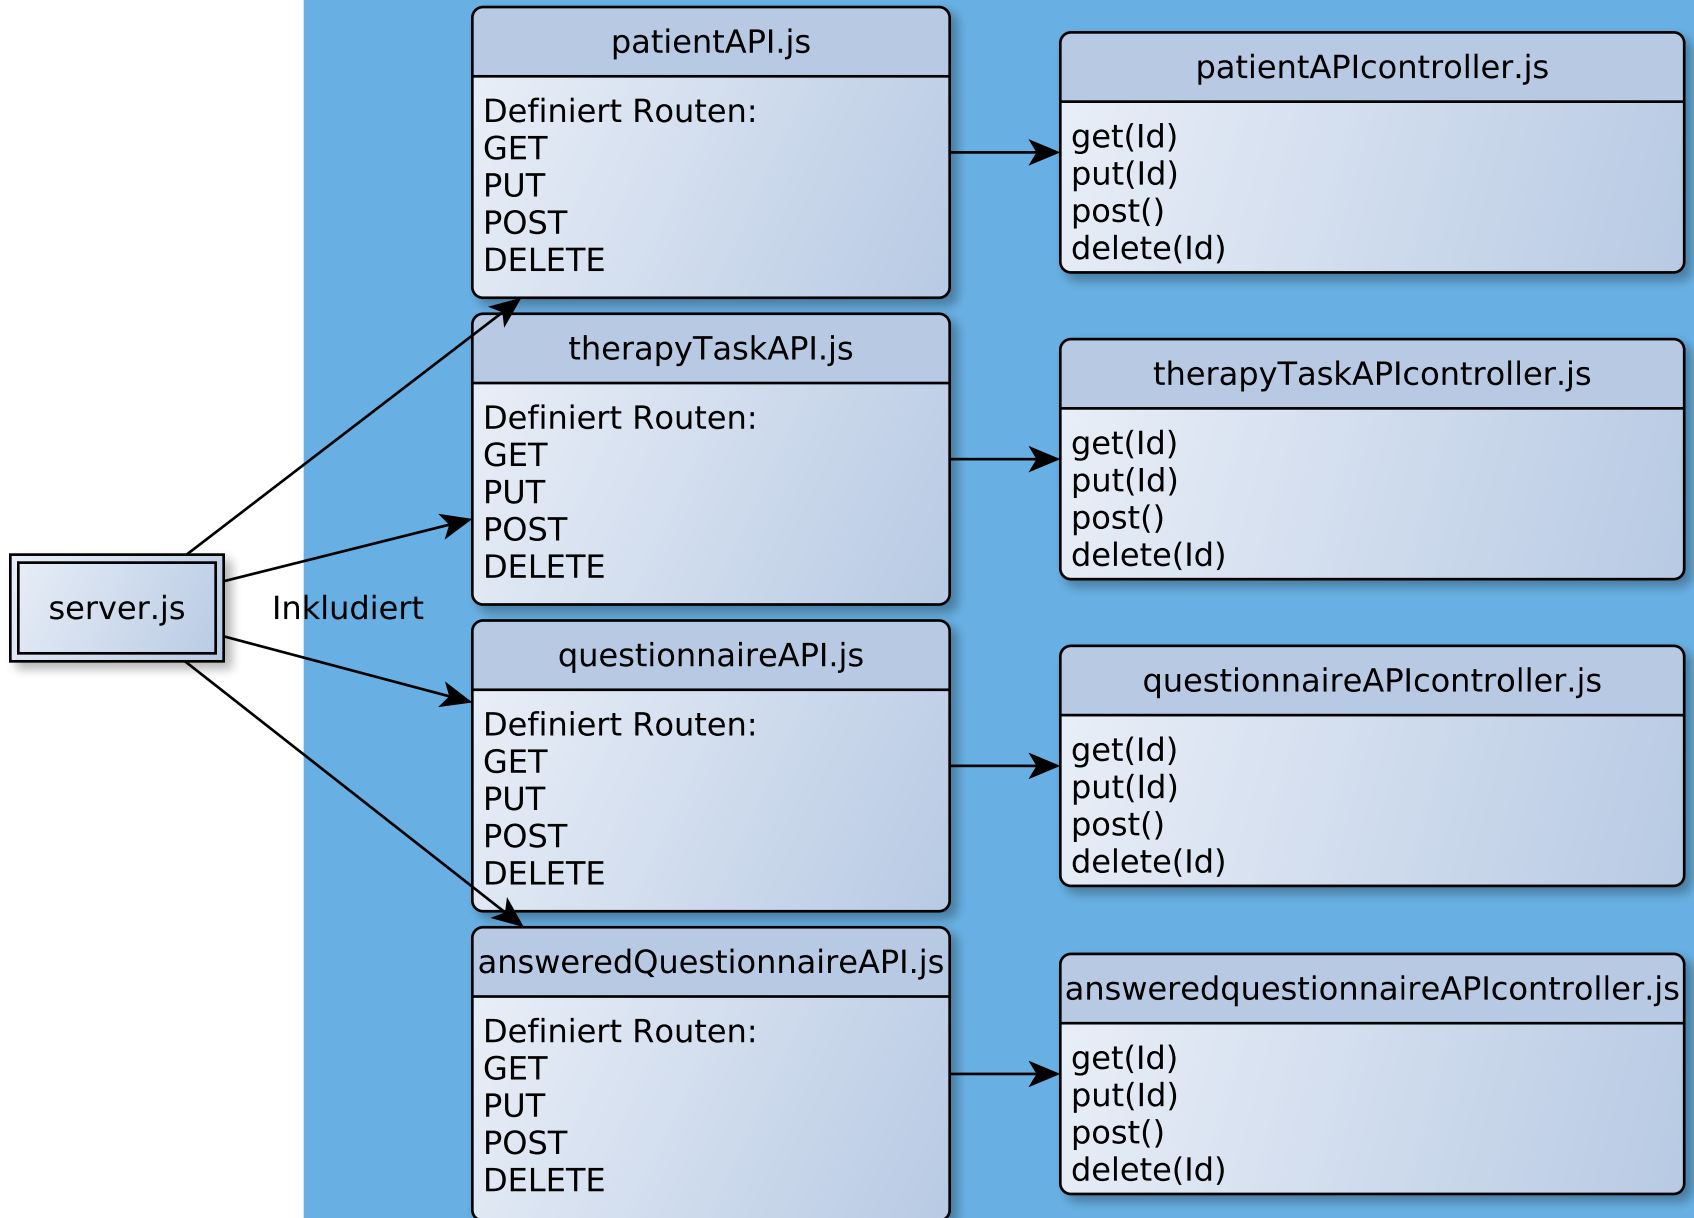 patientAPI.js
Definiert Routen:
GET
PUT
POST
DELETE
patientAPIcontroller.js
get(Id)
put(Id)
post()
delete(Id)
therapyTaskAPI.js
Definiert Routen:
GET
PUT
POST
DELETE
therapyTaskAPIcontroller.js
get(Id)
put(Id)
post()
delete(Id)
server.js
Inkludiert
questionnaireAPI.js
Definiert Routen:
GET
PUT
POST
DELETE
questionnaireAPIcontroller.js
get(Id)
put(Id)
post()
delete(Id)
answeredQuestionnaireAPI.js
Definiert Routen:
GET
PUT
POST
DELETE
answeredquestionnaireAPIcontroller.js
get(Id)
put(Id)
post()
delete(Id)